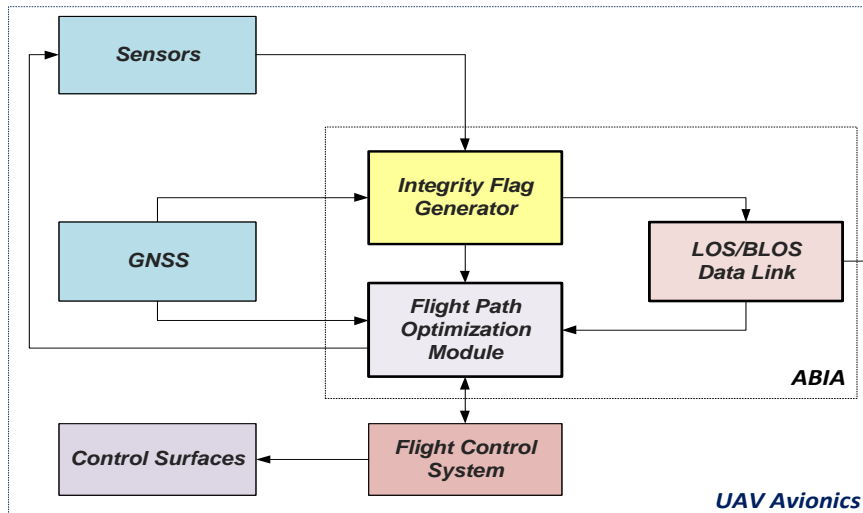 Sensors
Integrity Flag
Generator
GNSS
LOS/BLOS
Data Link
Flight Path
Optimization
Module
ABIA
Control Surfaces
Flight Control
System
UAV Avionics